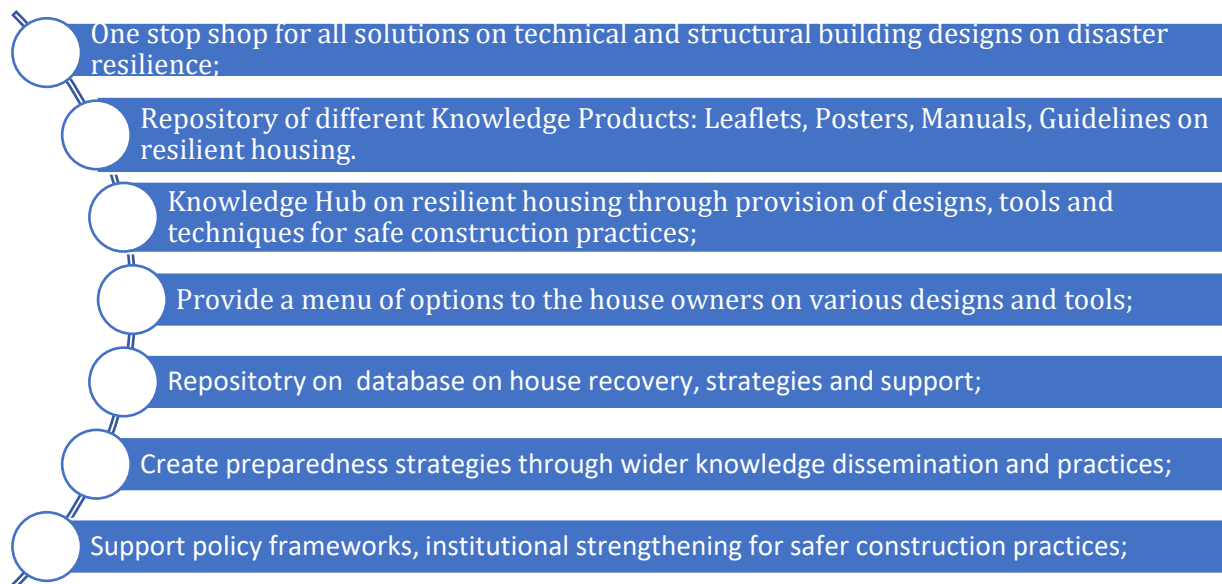 One stop shop for all solutions on technical and structural building designs on disaster
resilience;
Repository of different Knowledge Products: Leaflets, Posters, Manuals, Guidelines on
resilient housing.
Knowledge Hub on resilient housing through provision of designs, tools and
techniques for safe construction practices;
Provide a menu of options to the house owners on various designs and tools;
Repositotry on  database on house recovery, strategies and support;
Create preparedness strategies through wider knowledge dissemination and practices;
Support policy frameworks, institutional strengthening for safer construction practices;